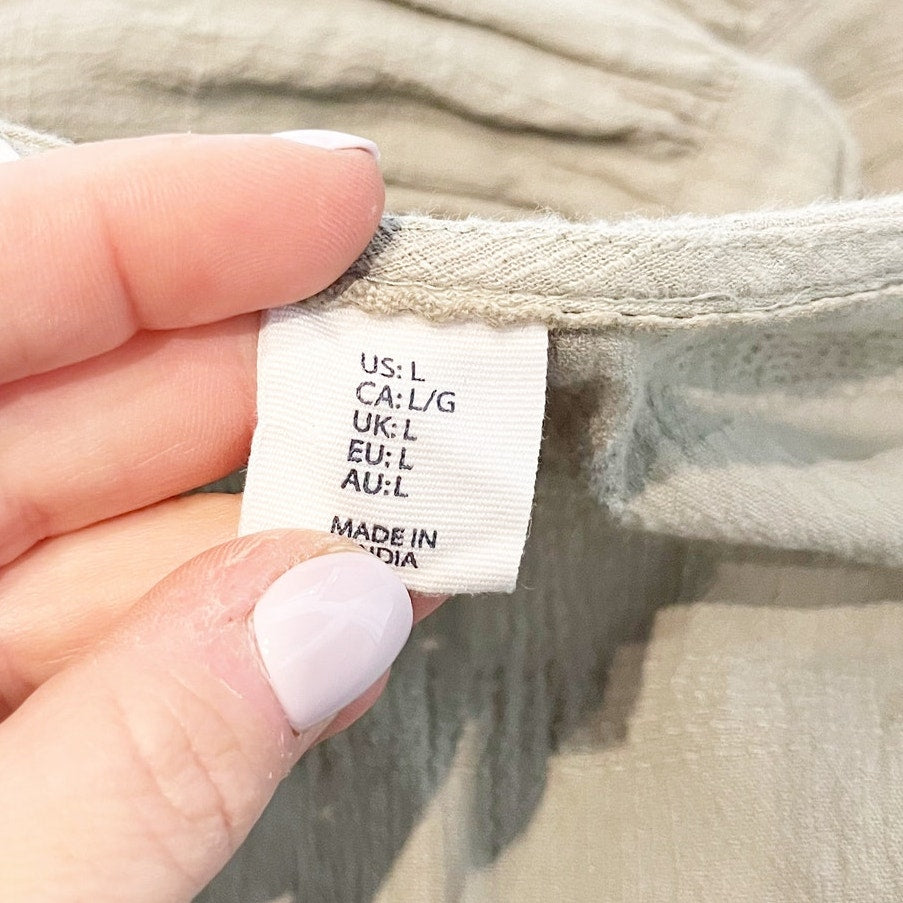 US: L
CA: L/G
UK: L
EU: L
AU: L
MADE IN
INDIA